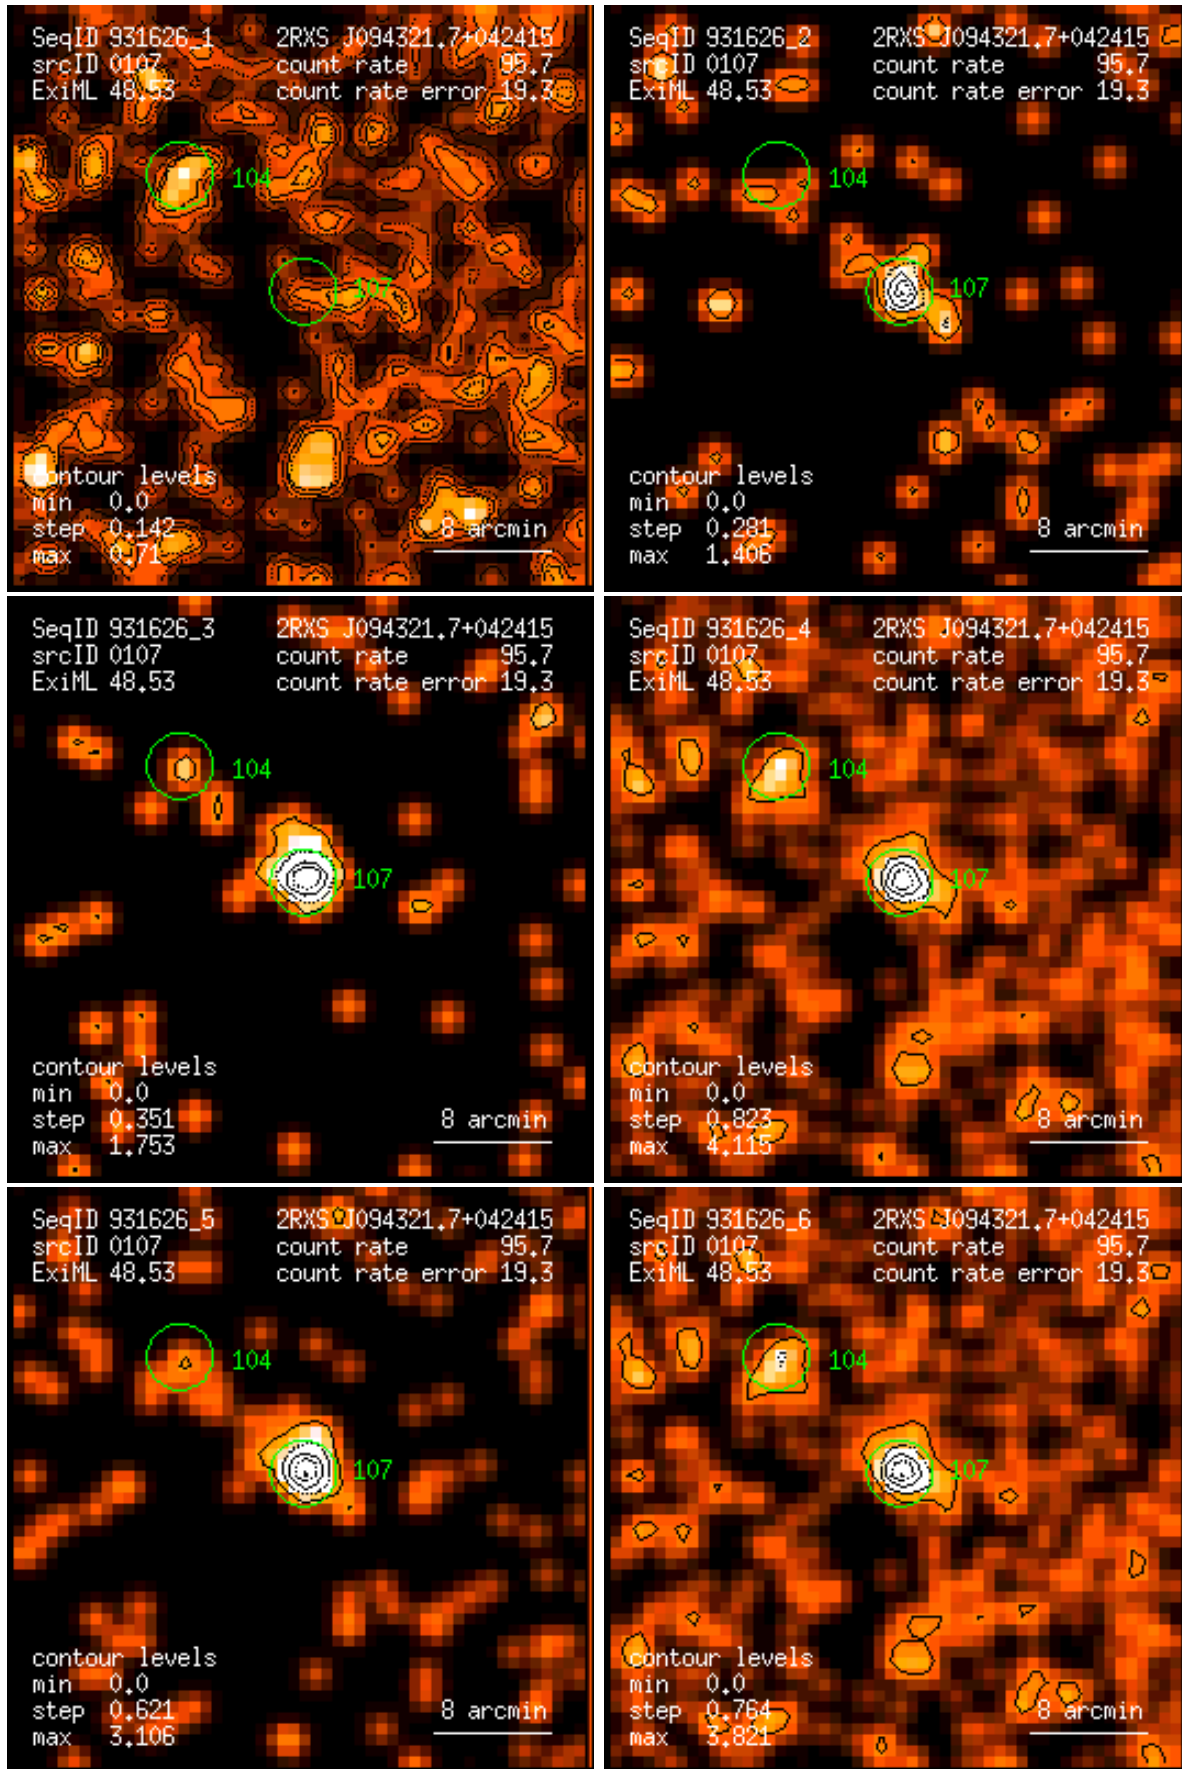 SeqID 931626_1 2RXS J094321.7+042415
srcID 0107 count rate 95.7
ExiML 48.53 count rate error 19.3
104
107
contour levels
min 0.0
step 0.142 8 arcmin
max 0.71
SeqID 931626_2 2RXS J094321.7+042415
srcID 0107 count rate 95.7
ExiML 48.53 count rate error 19.3
104
107
contour levels
min 0.0
step 0.281 8 arcmin
max 1.406
SeqID 931626_3 2RXS J094321.7+042415
srcID 0107 count rate 95.7
ExiML 48.53 count rate error 19.3
104
107
contour levels
min 0.0
step 0.351 8 arcmin
max 1.753
SeqID 931626_4 2RXS J094321.7+042415
srcID 0107 count rate 95.7
ExiML 48.53 count rate error 19.3
104
107
contour levels
min 0.0
step 0.823 8 arcmin
max 4.115
SeqID 931626_5 2RXS J094321.7+042415
srcID 0107 count rate 95.7
ExiML 48.53 count rate error 19.3
104
107
contour levels
min 0.0
step 0.621 8 arcmin
max 3.106
SeqID 931626_6 2RXS J094321.7+042415
srcID 0107 count rate 95.7
ExiML 48.53 count rate error 19.3
104
107
contour levels
min 0.0
step 0.764 8 arcmin
max 3.821